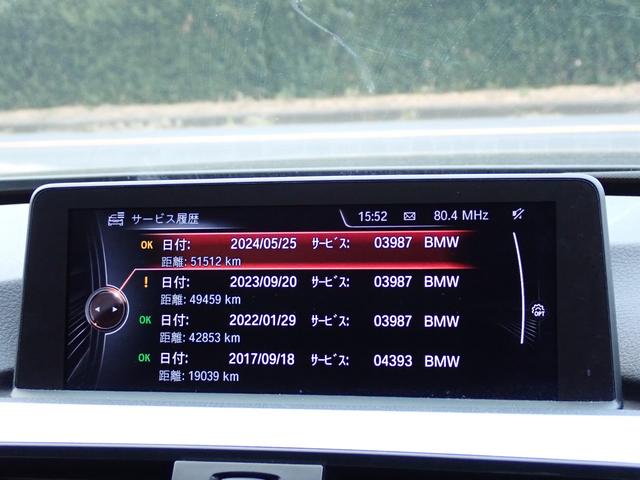 サービス履歴 15:52 80.4 MHz
OK 日付: 2024/05/25 ｻｰﾋﾞｽ: 03987 BMW
距離: 51512 km
! 日付: 2023/09/20 ｻｰﾋﾞｽ: 03987 BMW
距離: 49459 km
OK 日付: 2022/01/29 ｻｰﾋﾞｽ: 03987 BMW
距離: 42853 km
OK 日付: 2017/09/18 ｻｰﾋﾞｽ: 04393 BMW
距離: 19039 km
OPT